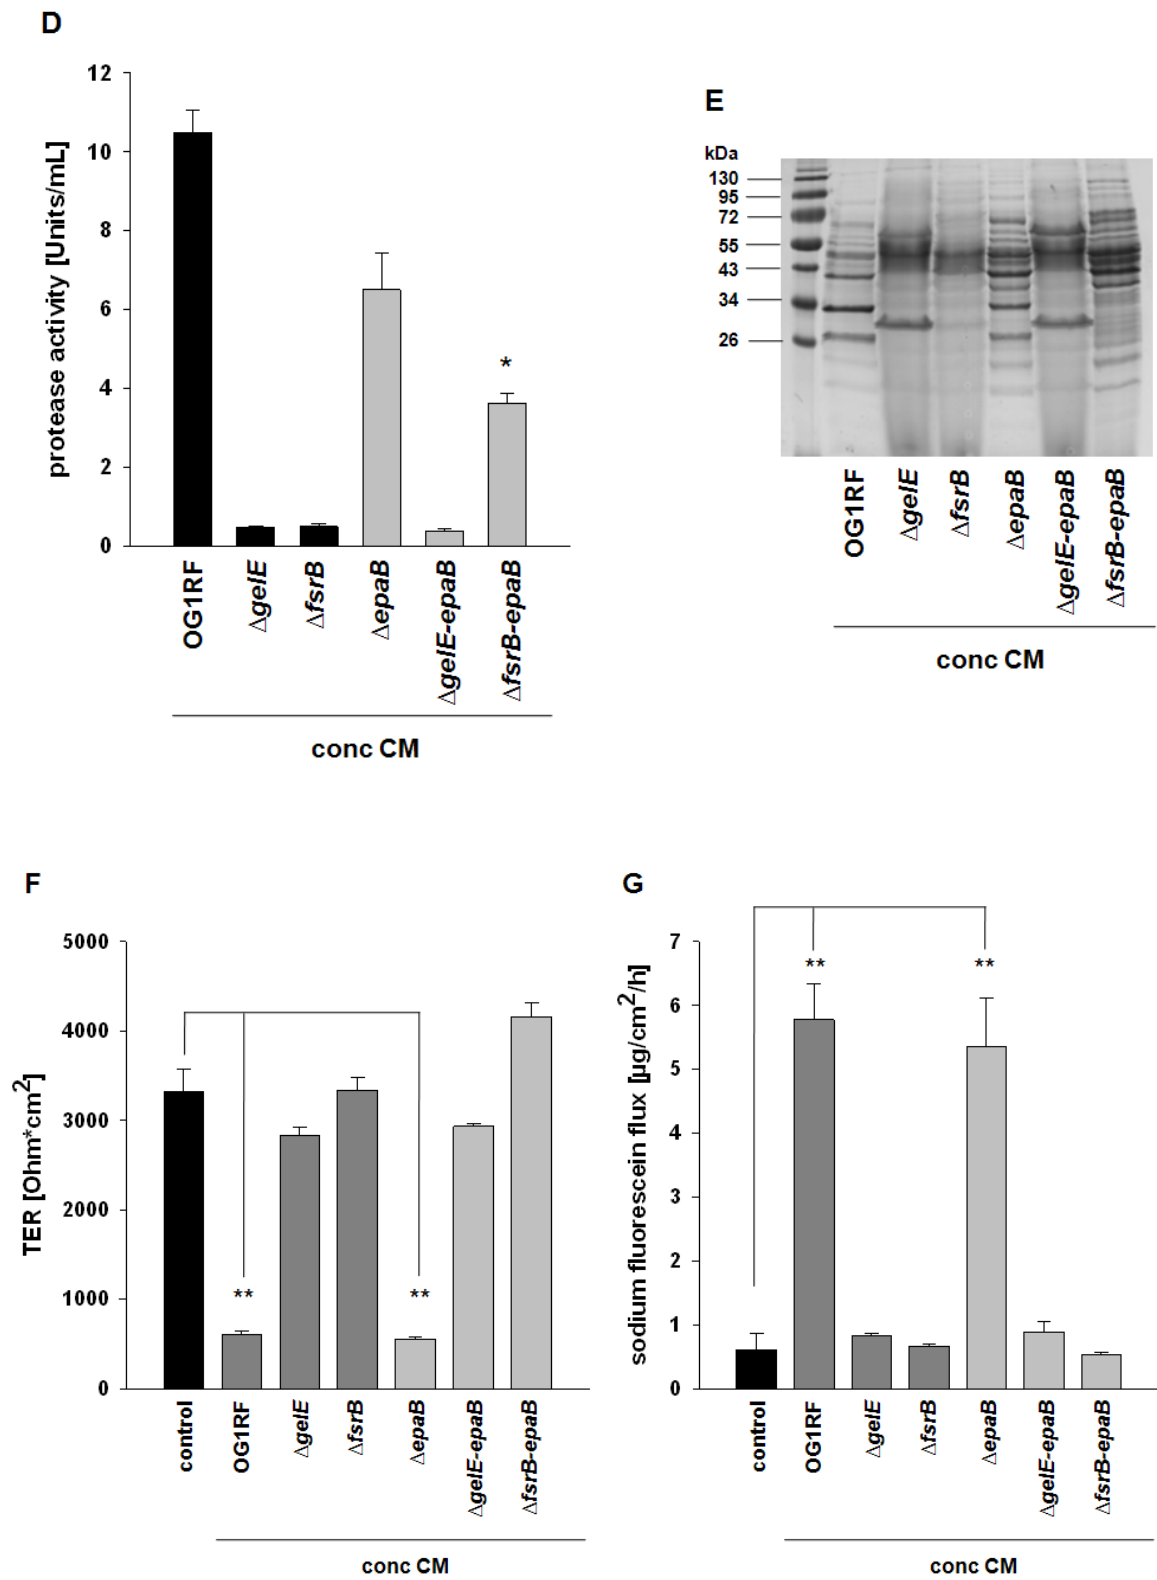 D
protease activity [Units/mL]
12
10
8
6
4
2
0
*
OG1RF
ΔgelE
ΔfsrB
ΔepaB
ΔgelE-epaB
ΔfsrB-epaB
conc CM
E
kDa
130
95
72
55
43
34
26
OG1RF
ΔgelE
ΔfsrB
ΔepaB
ΔgelE-epaB
ΔfsrB-epaB
conc CM
F
TER [Ohm*cm²]
5000
4000
3000
2000
1000
0
**
**
control
OG1RF
ΔgelE
ΔfsrB
ΔepaB
ΔgelE-epaB
ΔfsrB-epaB
conc CM
G
sodium fluorescein flux [µg/cm²/h]
7
6
5
4
3
2
1
0
**
**
control
OG1RF
ΔgelE
ΔfsrB
ΔepaB
ΔgelE-epaB
ΔfsrB-epaB
conc CM